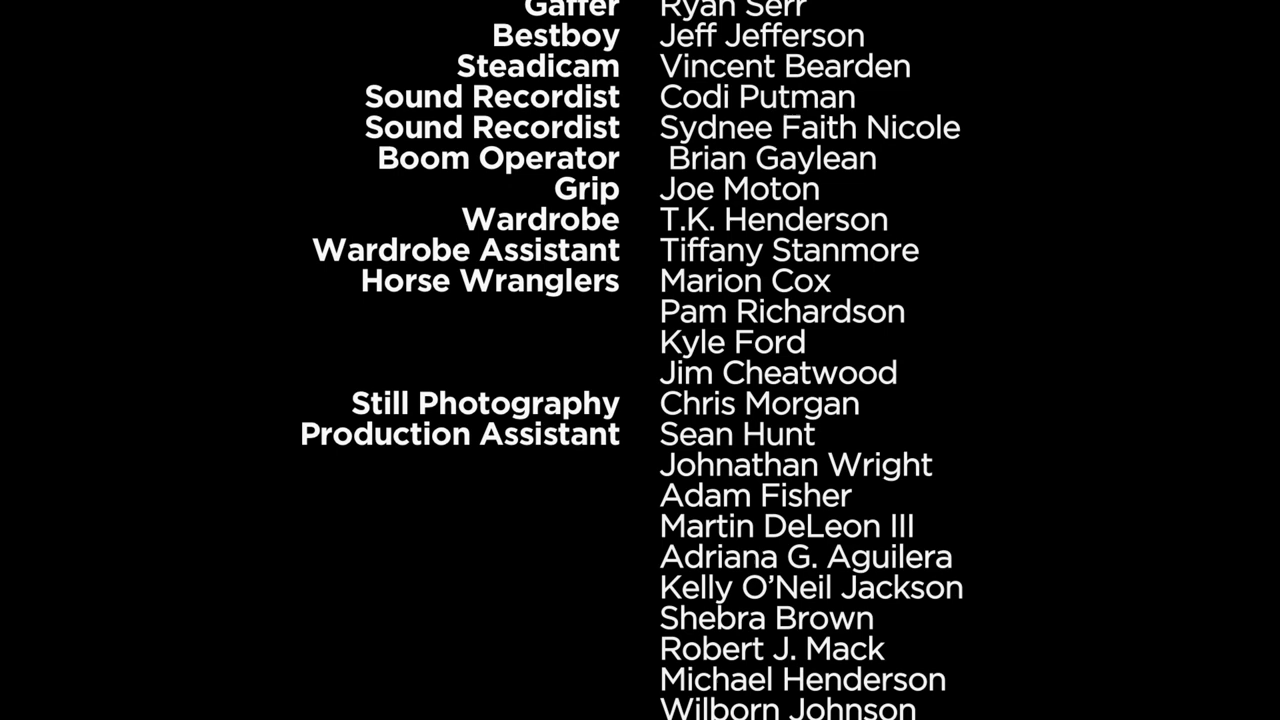 Gaffer Ryan Serr
Bestboy Jeff Jefferson
Steadicam Vincent Bearden
Sound Recordist Codi Putman
Sound Recordist Sydnee Faith Nicole
Boom Operator Brian Gaylean
Grip Joe Moton
Wardrobe T.K. Henderson
Wardrobe Assistant Tiffany Stanmore
Horse Wranglers Marion Cox
Pam Richardson
Kyle Ford
Jim Cheatwood
Still Photography Chris Morgan
Production Assistant Sean Hunt
Johnathan Wright
Adam Fisher
Martin DeLeon III
Adriana G. Aguilera
Kelly O’Neil Jackson
Shebra Brown
Robert J. Mack
Michael Henderson
Wilborn Johnson